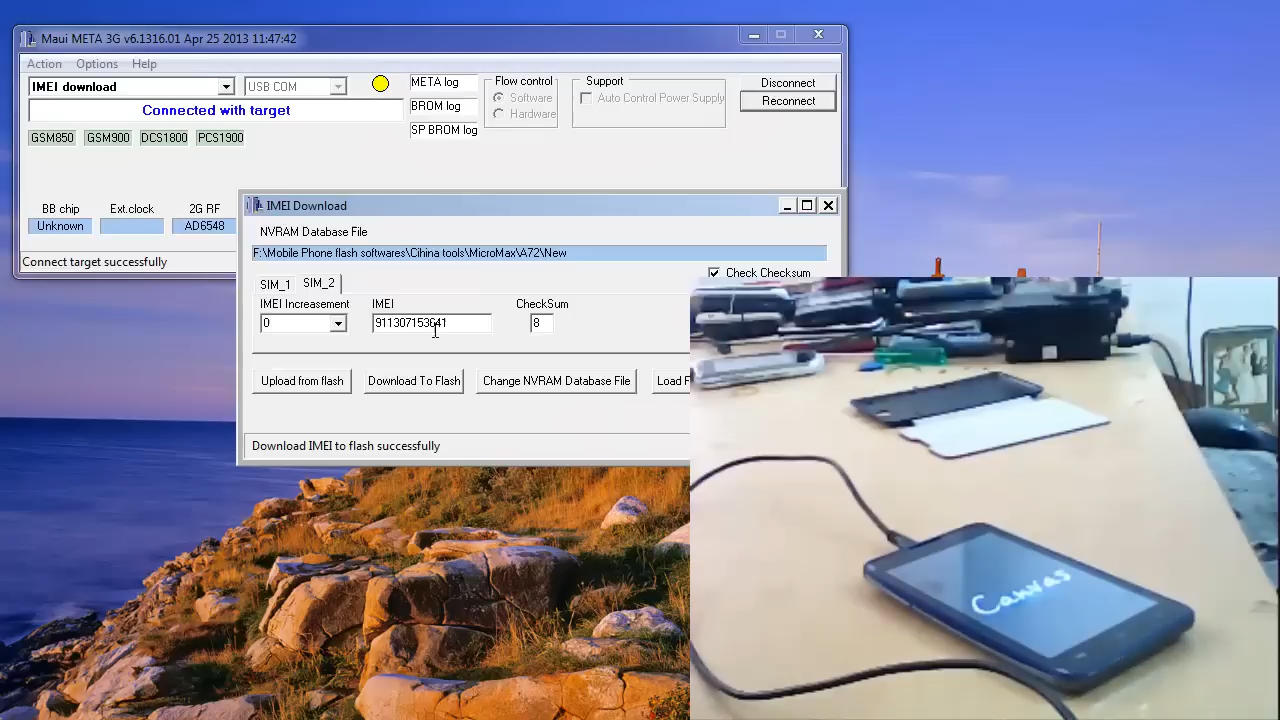 Maui META 3G v6.1316.01 Apr 25 2013 11:47:42
Action Options Help
IMEI download USB COM
Connected with target
GSM850 GSM900 DCS1800 PCS1900
META log
BROM log
SP BROM log
Flow control
Software
Hardware
Support
Auto Control Power Supply
Disconnect
Reconnect
BB chip Ext.clock 2G RF
Unknown AD6548
Connect target successfully
IMEI Download
NVRAM Database File
F:\Mobile Phone flash softwares\Cihina tools\MicroMax\A72\New
Check Checksum
SIM_1 SIM_2
IMEI Increasement IMEI CheckSum
0 911307153641 8
Upload from flash Download To Flash Change NVRAM Database File Load
Download IMEI to flash successfully
Canvas